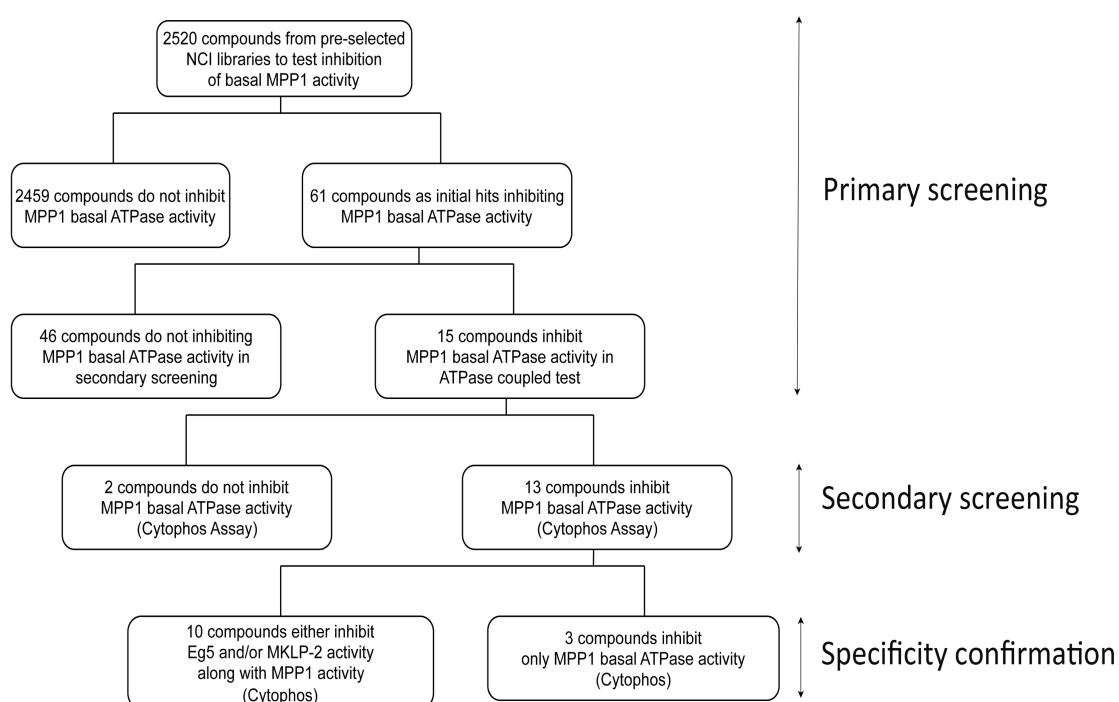 2520 compounds from pre-selected
NCI libraries to test inhibition
of basal MPP1 activity
2459 compounds do not inhibit
MPP1 basal ATPase activity
61 compounds as initial hits inhibiting
MPP1 basal ATPase activity
Primary screening
46 compounds do not inhibiting
MPP1 basal ATPase activity in
secondary screening
15 compounds inhibit
MPP1 basal ATPase activity in
ATPase coupled test
2 compounds do not inhibit
MPP1 basal ATPase activity
(Cytophos Assay)
13 compounds inhibit
MPP1 basal ATPase activity
(Cytophos Assay)
Secondary screening
10 compounds either inhibit
Eg5 and/or MKLP-2 activity
along with MPP1 activity
(Cytophos)
3 compounds inhibit
only MPP1 basal ATPase activity
(Cytophos)
Specificity confirmation